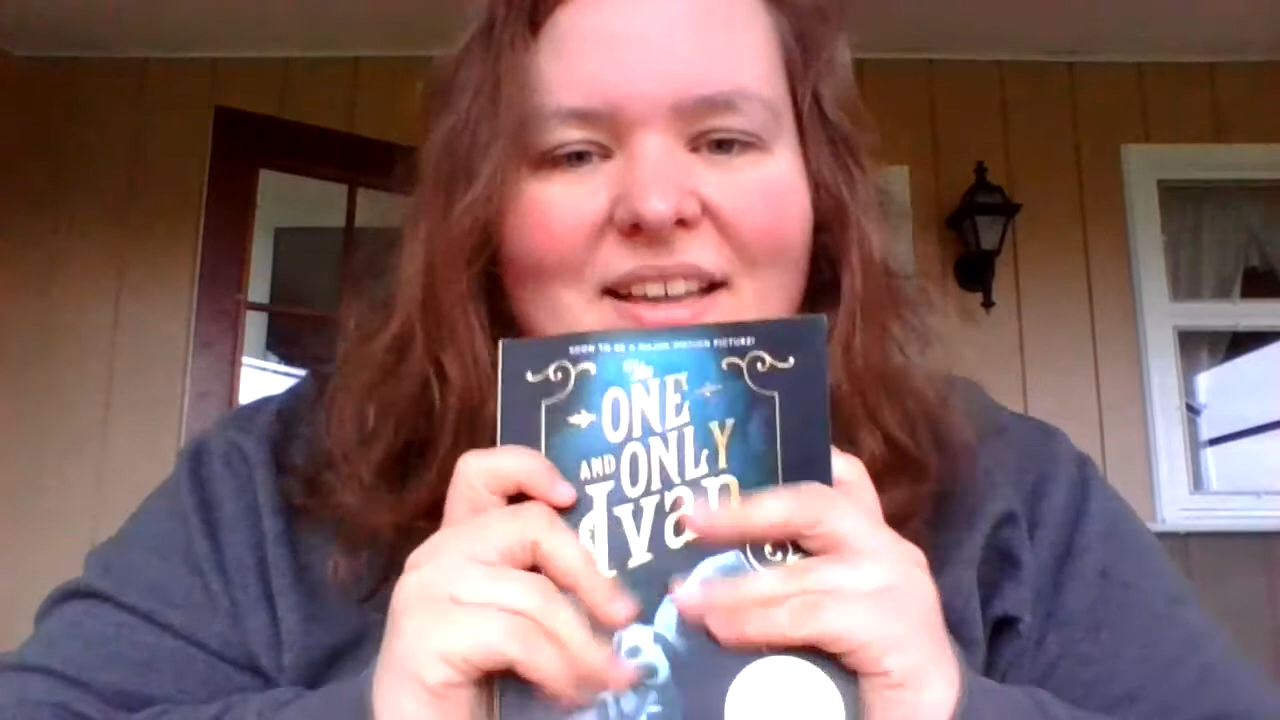 SOON TO BE A MAJOR MOTION PICTURE!
The
ONE
AND ONLY
Ivan